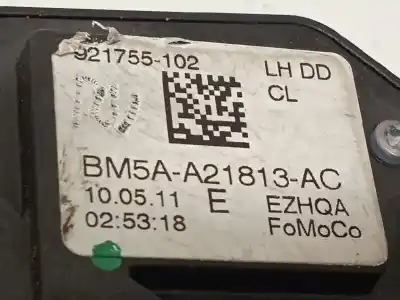 921755-102 LH DD
CL
BM5A-A21813-AC
10.05.11 E EZHQA
02:53:18 FoMoCo